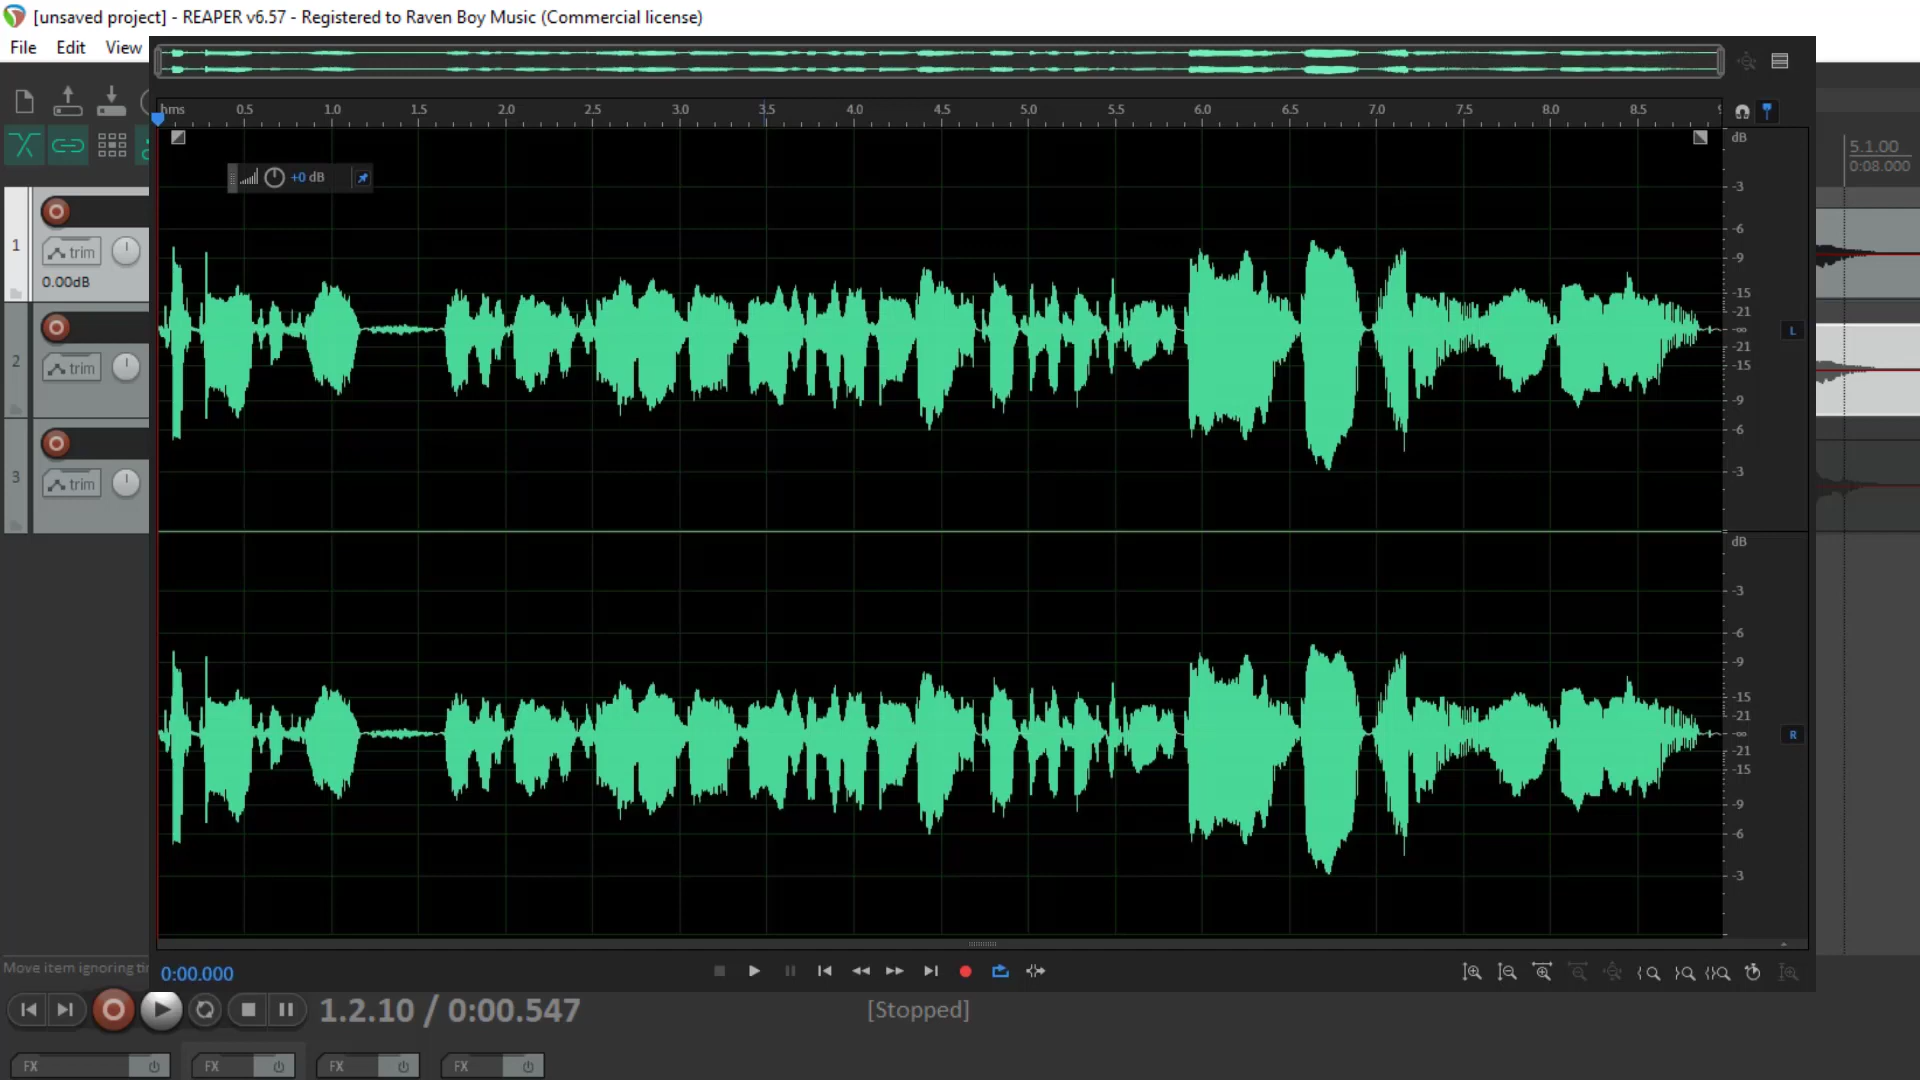 [unsaved project] - REAPER v6.57 - Registered to Raven Boy Music (Commercial license)
File Edit View
hms 0.5 1.0 1.5 2.0 2.5 3.0 3.5 4.0 4.5 5.0 5.5 6.0 6.5 7.0 7.5 8.0 8.5
dB
5.1.00
0:08.000
+0 dB
-3
-6
-9
-15
-21
-∞
-21
-15
-9
-6
-3
L
1
trim
0.00dB
2
trim
3
trim
dB
-3
-6
-9
-15
-21
-∞
-21
-15
-9
-6
-3
R
Move item ignoring
0:00.000
1.2.10 / 0:00.547
[Stopped]
FX FX FX FX